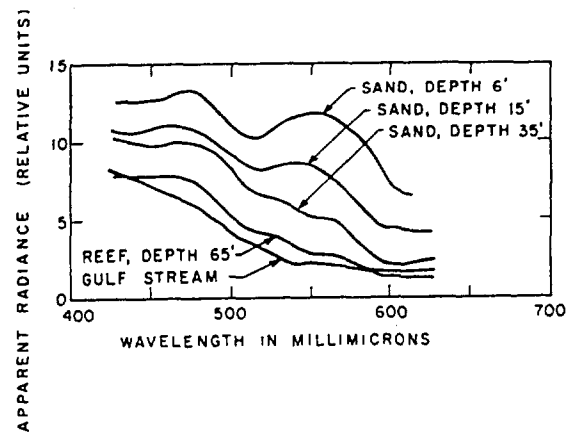 APPARENT RADIANCE (RELATIVE UNITS)
15
10
5
0
SAND, DEPTH 6'
SAND, DEPTH 15'
SAND, DEPTH 35'
REEF, DEPTH 65'
GULF STREAM
400
500
600
700
WAVELENGTH IN MILLIMICRONS